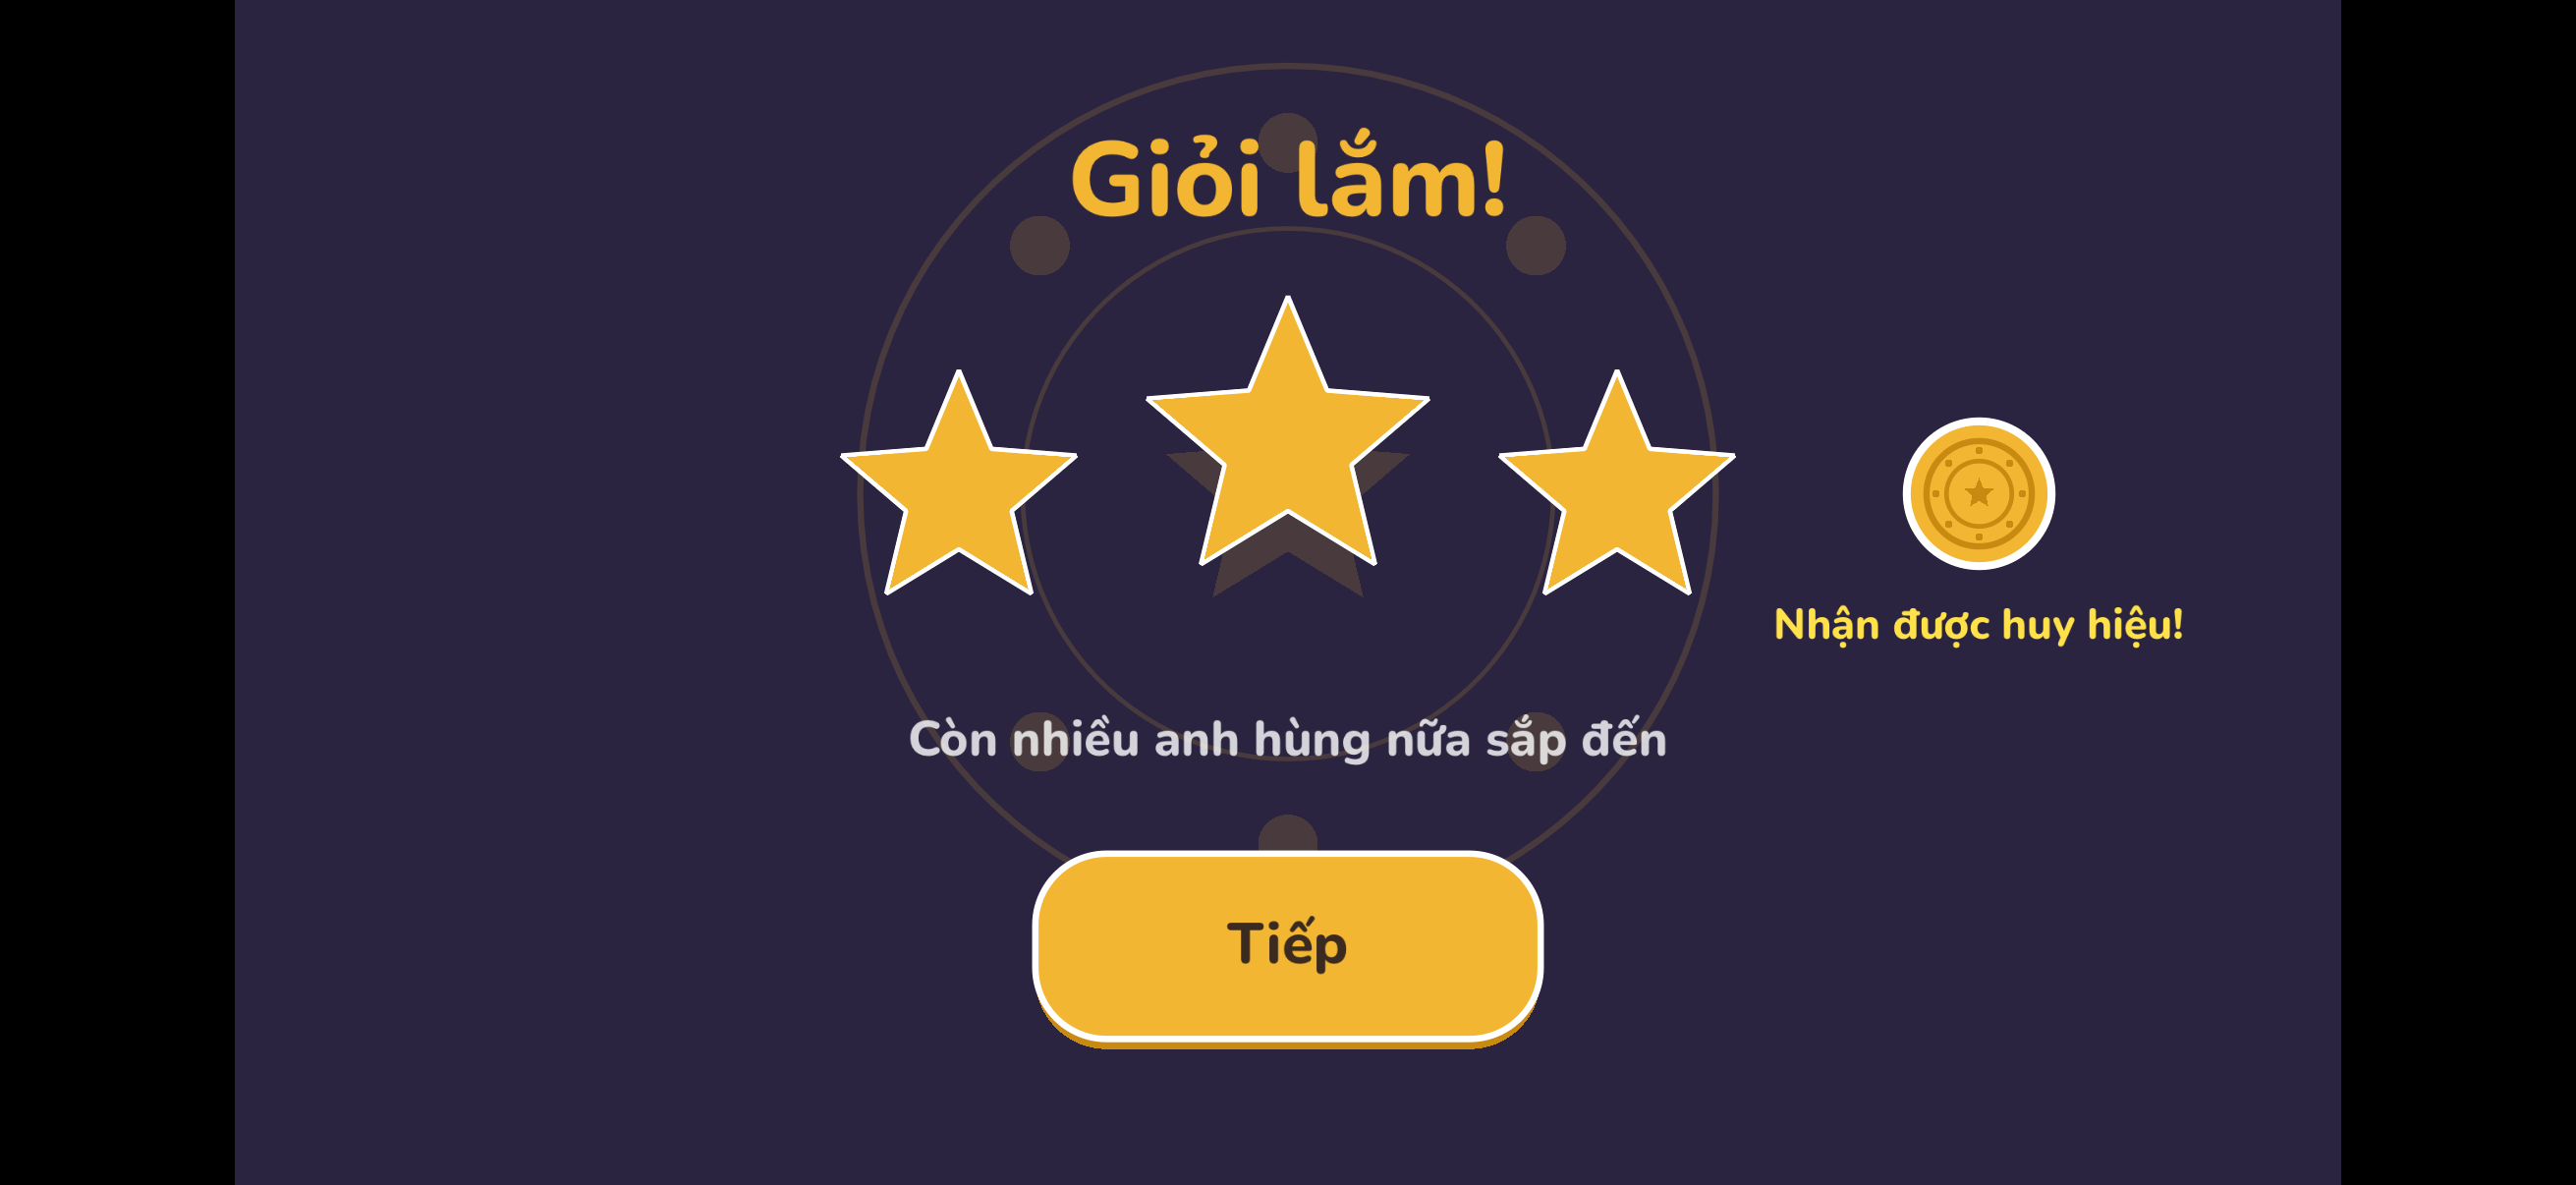 Giỏi lắm!
Nhận được huy hiệu!
Còn nhiều anh hùng nữa sắp đến
Tiếp